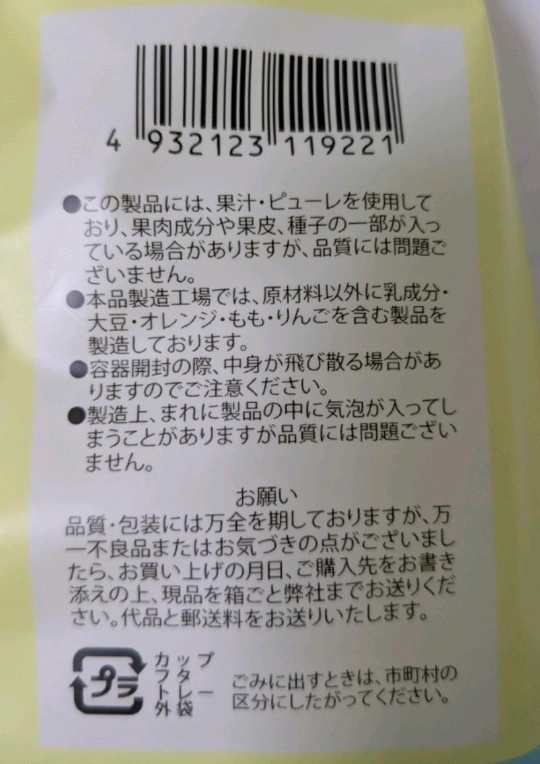 4 932123 119221
●この製品には、果汁・ピューレを使用して
おり、果肉成分や果皮、種子の一部が入っ
ている場合がありますが、品質には問題ご
ざいません。
●本品製造工場では、原材料以外に乳成分・
大豆・オレンジ・もも・りんごを含む製品を
製造しております。
●容器開封の際、中身が飛び散る場合があ
りますのでご注意ください。
●製造上、まれに製品の中に気泡が入ってし
まうことがありますが品質には問題ござい
ません。
お願い
品質・包装には万全を期しておりますが、万
一不良品またはお気づきの点がございまし
たら、お買い上げの月日、ご購入先をお書き
添えの上、現品を箱ごと弊社までお送りくだ
さい。代品と郵送料をお送りいたします。
プラ
カップ
フタ
トレー
外袋
ごみに出すときは、市町村の
区分にしたがってください。